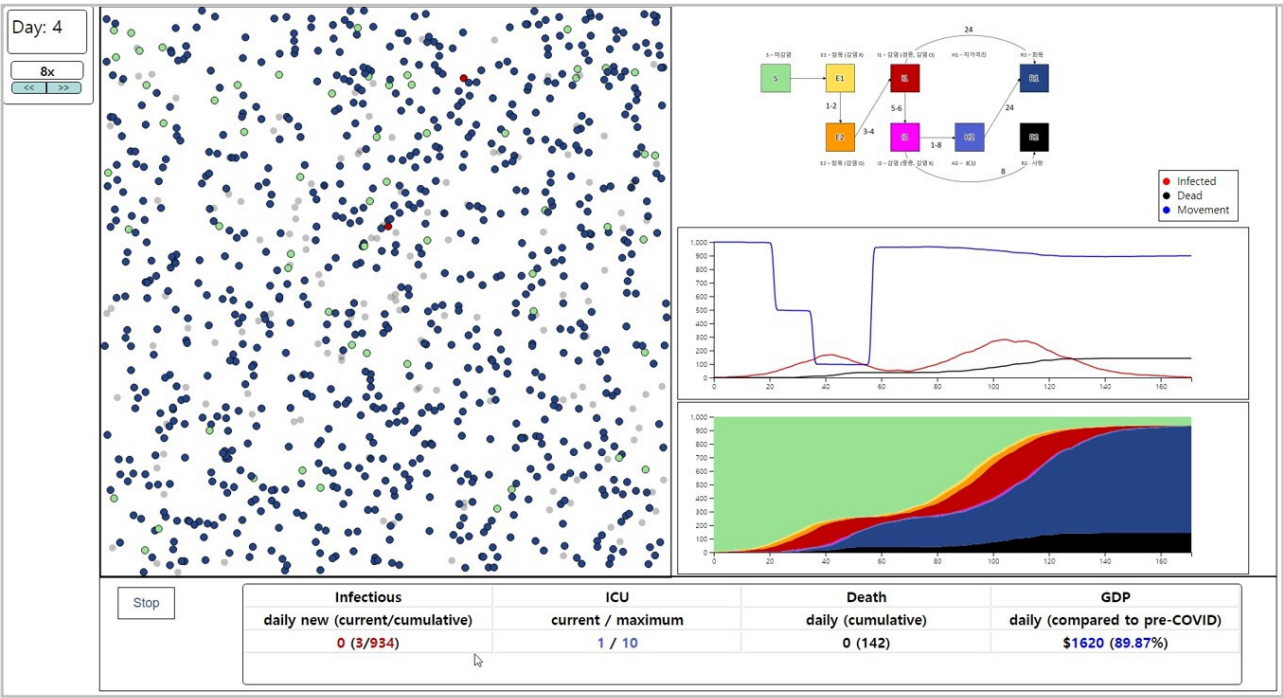 Day: 4
8x
<< >>
24
S - 미감염
E1 - 잠복 (감염 X)
I1 - 감염 (경증, 감염 O)
H1 - 자가격리
R1 - 회복
S
E1
I1
R1
1-2
5-6
24
3-4
E2
I2
1-8
H2
R2
E2 - 잠복 (감염 O)
I2 - 감염 (중증, 감염 X)
H2 - ICU
R2 - 사망
8
Infected
Dead
Movement
1,000
900
800
700
600
500
400
300
200
100
0
0 20 40 60 80 100 120 140 160
1,000
900
800
700
600
500
400
300
200
100
0
0 20 40 60 80 100 120 140 160
Stop
Infectious ICU Death GDP
daily new (current/cumulative) current / maximum daily (cumulative) daily (compared to pre-COVID)
0 (3/934) 1 / 10 0 (142) $1620 (89.87%)